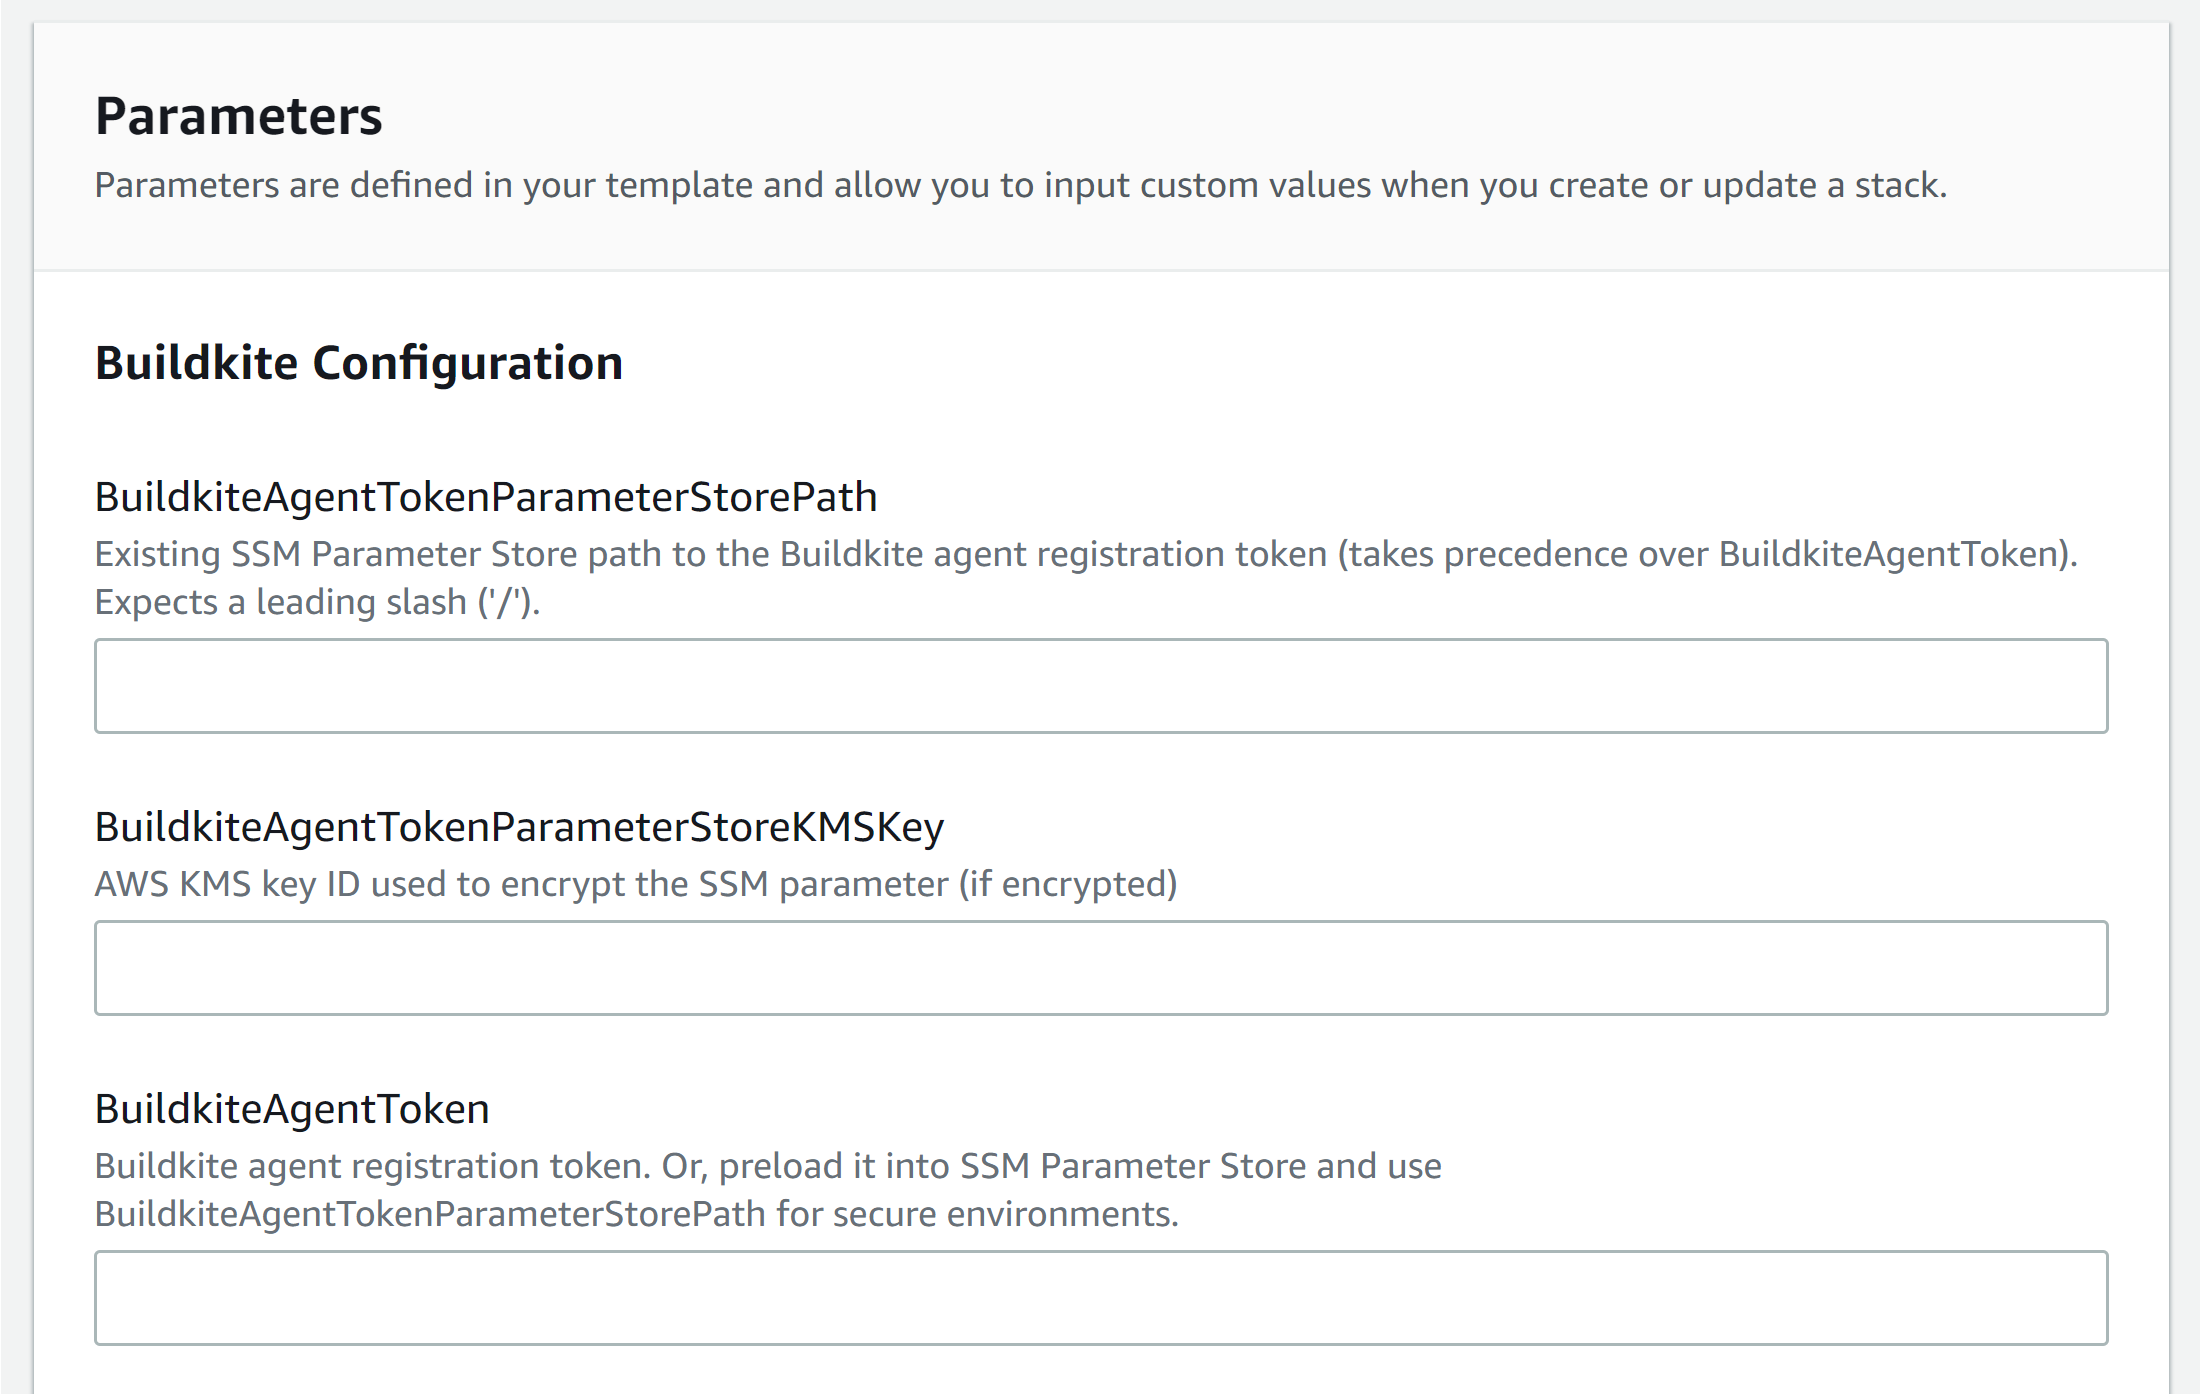 Parameters
Parameters are defined in your template and allow you to input custom values when you create or update a stack.
Buildkite Configuration
BuildkiteAgentTokenParameterStorePath
Existing SSM Parameter Store path to the Buildkite agent registration token (takes precedence over BuildkiteAgentToken).
Expects a leading slash ('/').
BuildkiteAgentTokenParameterStoreKMSKey
AWS KMS key ID used to encrypt the SSM parameter (if encrypted)
BuildkiteAgentToken
Buildkite agent registration token. Or, preload it into SSM Parameter Store and use
BuildkiteAgentTokenParameterStorePath for secure environments.